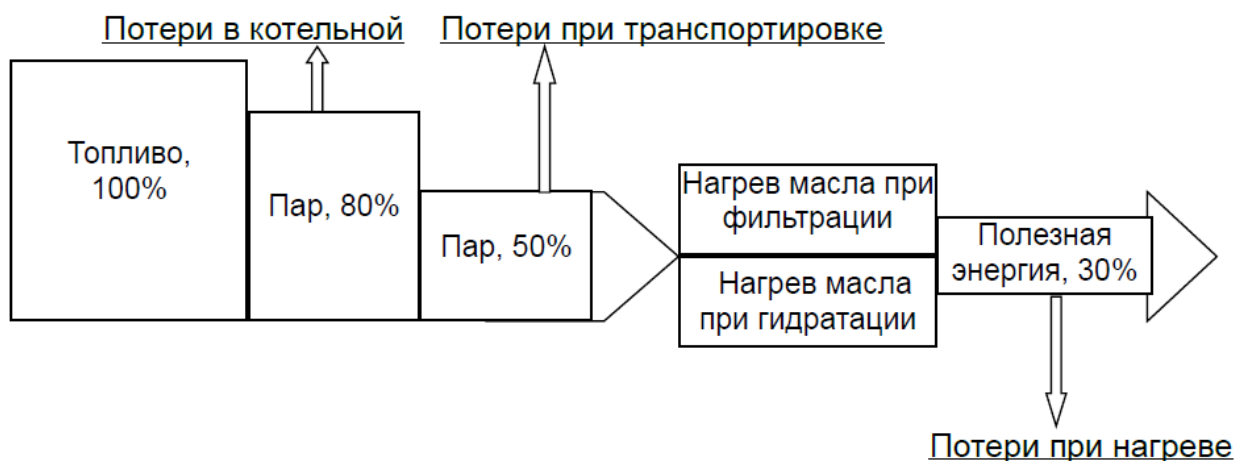 Потери в котельной
Потери при транспортировке
Топливо,
100%
Пар, 80%
Пар, 50%
Нагрев масла при
фильтрации
Нагрев масла
при гидратации
Полезная
энергия, 30%
Потери при нагреве